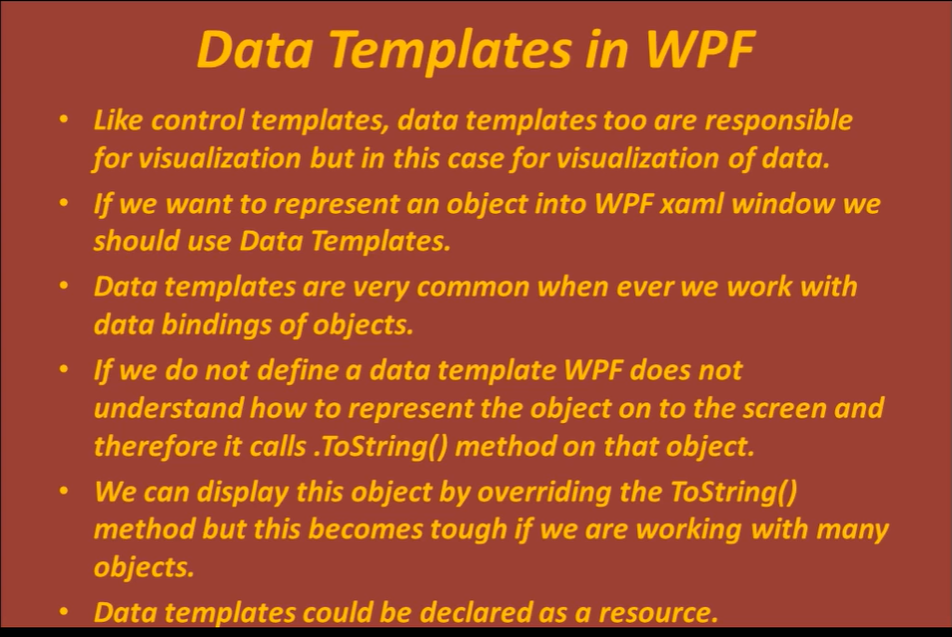 Data Templates in WPF
• Like control templates, data templates too are responsible
for visualization but in this case for visualization of data.
• If we want to represent an object into WPF xaml window we
should use Data Templates.
• Data templates are very common when ever we work with
data bindings of objects.
• If we do not define a data template WPF does not
understand how to represent the object on to the screen and
therefore it calls .ToString() method on that object.
• We can display this object by overriding the ToString()
method but this becomes tough if we are working with many
objects.
• Data templates could be declared as a resource.